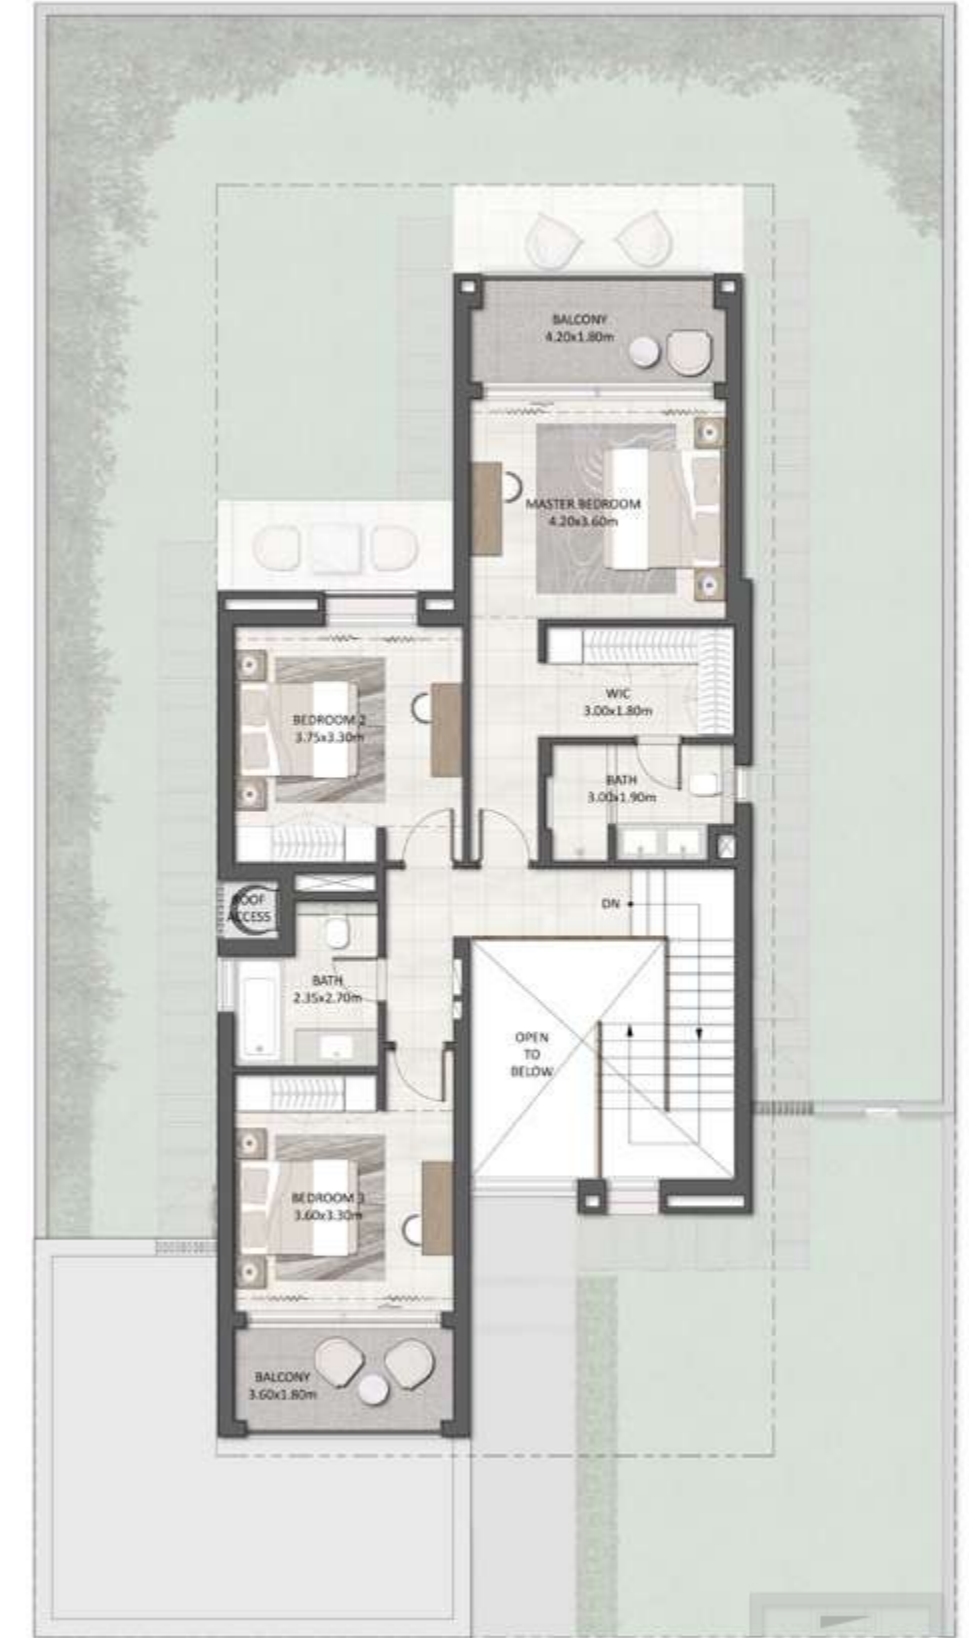 BALCONY
4.20x1.80m
MASTER BEDROOM
4.20x3.60m
WIC
3.00x1.80m
BEDROOM 2
3.75x3.30m
BATH
3.00x1.90m
ROOF
ACCESS
DN
BATH
2.35x2.70m
OPEN
TO
BELOW
BEDROOM 3
3.60x3.30m
BALCONY
3.60x1.80m